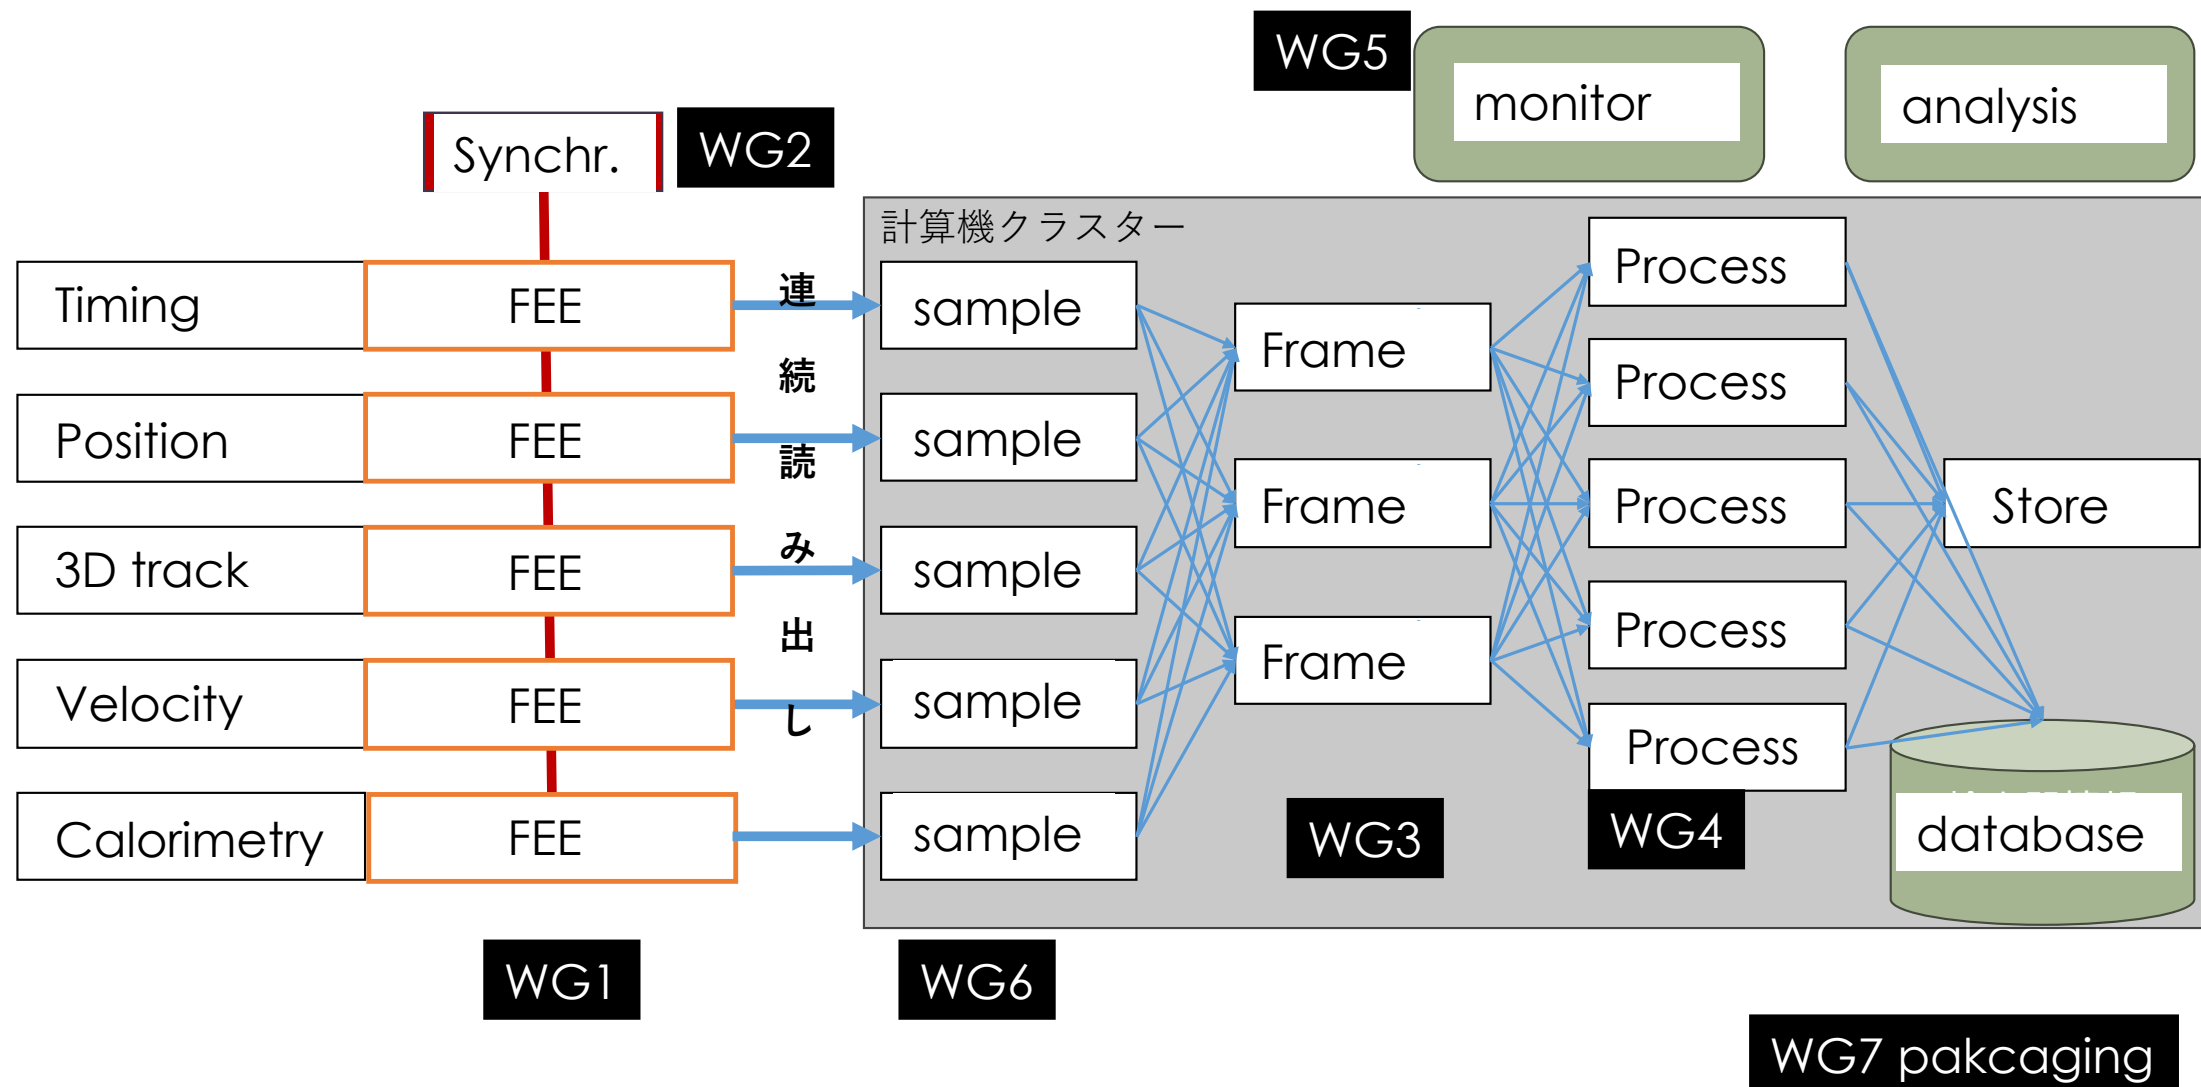 WG5
monitor
analysis
Synchr.
WG2
計算機クラスター
Timing
FEE
sample
Position
FEE
sample
3D track
FEE
sample
Velocity
FEE
sample
Calorimetry
FEE
sample
連続読み出し
Frame
Frame
Frame
Process
Process
Process
Process
Process
Store
database
WG3
WG4
WG1
WG6
WG7 pakcaging